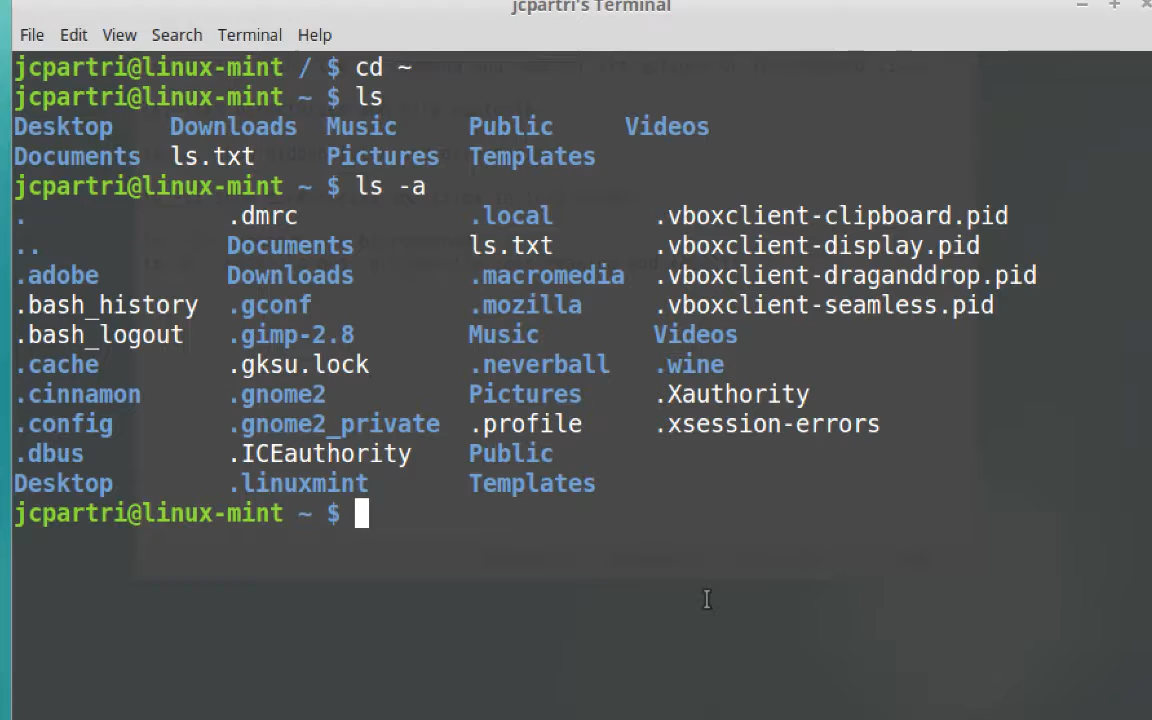 jcpartri's Terminal
File Edit View Search Terminal Help
jcpartri@linux-mint / $ cd ~
jcpartri@linux-mint ~ $ ls
Desktop Downloads Music Public Videos
Documents ls.txt Pictures Templates
jcpartri@linux-mint ~ $ ls -a
. .dmrc .local .vboxclient-clipboard.pid
.. Documents ls.txt .vboxclient-display.pid
.adobe Downloads .macromedia .vboxclient-draganddrop.pid
.bash_history .gconf .mozilla .vboxclient-seamless.pid
.bash_logout .gimp-2.8 Music Videos
.cache .gksu.lock .neverball .wine
.cinnamon .gnome2 Pictures .Xauthority
.config .gnome2_private .profile .xsession-errors
.dbus .ICEauthority Public
Desktop .linuxmint Templates
jcpartri@linux-mint ~ $